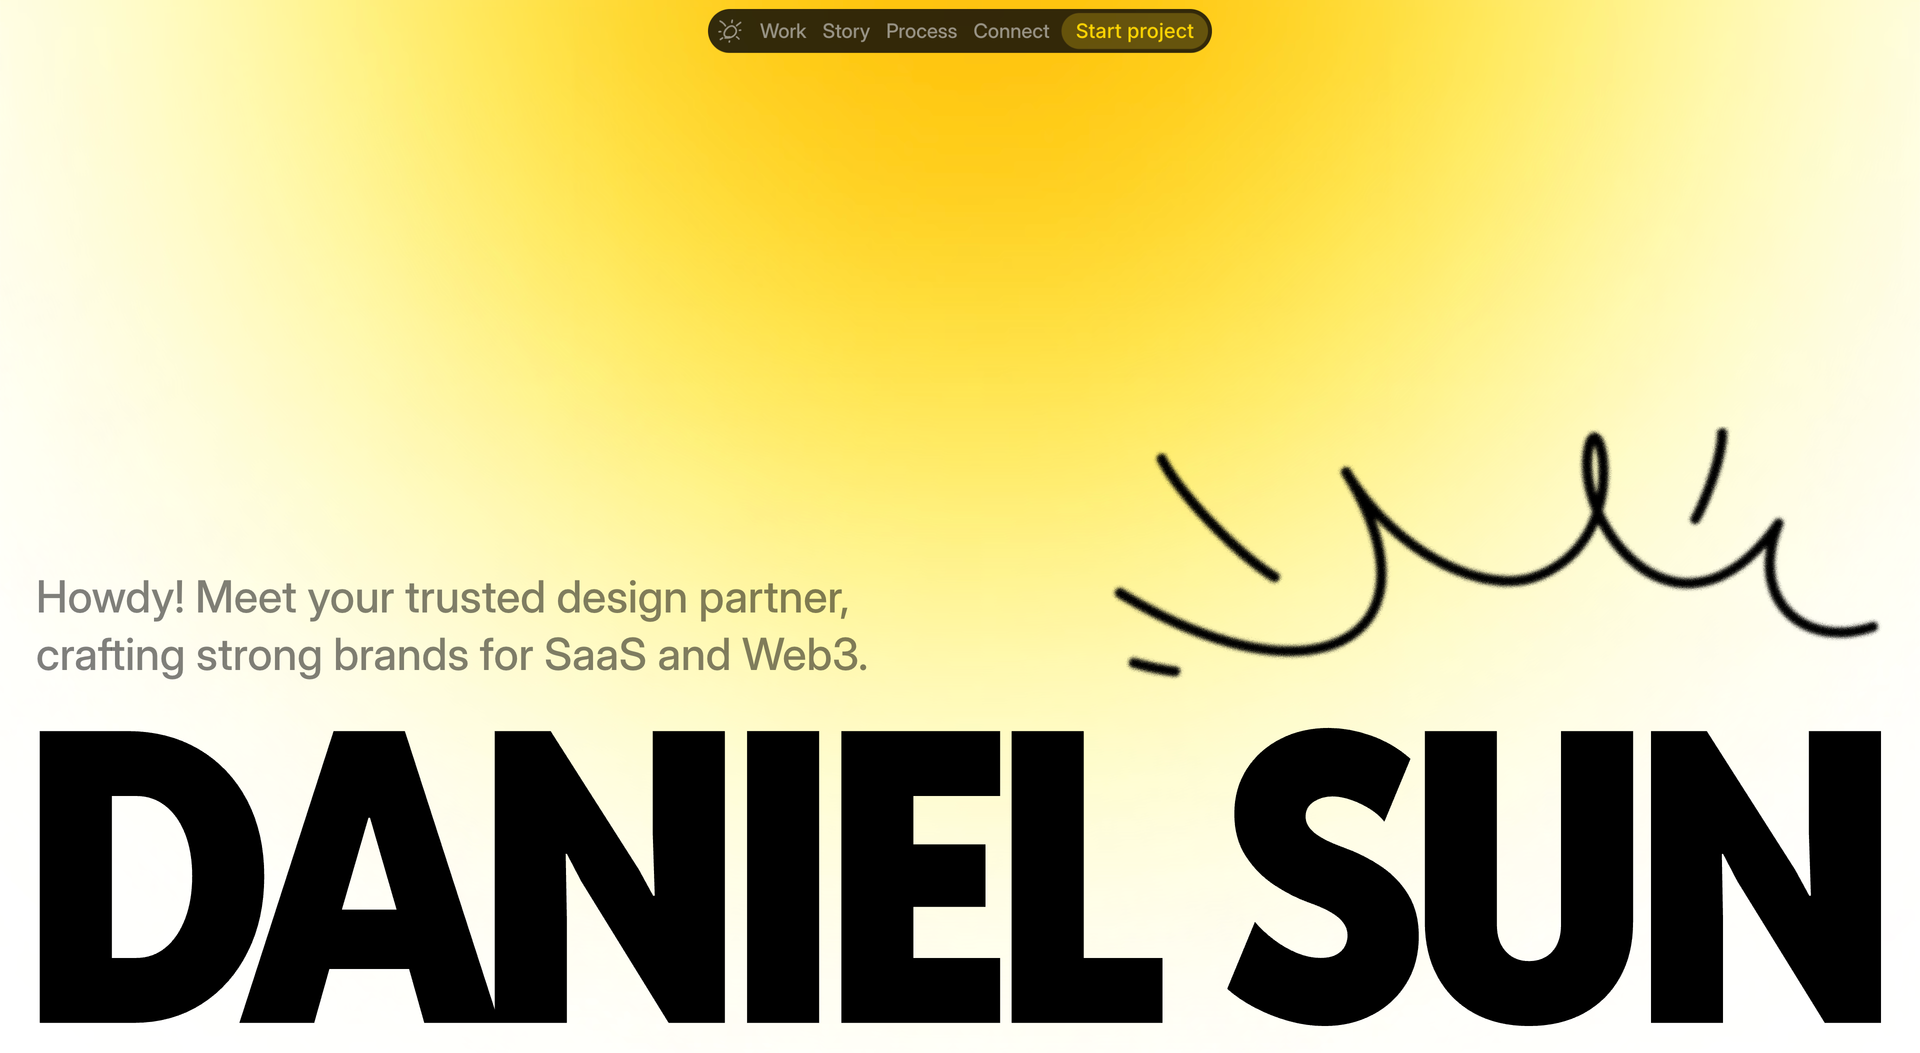 Work Story Process Connect Start project
Howdy! Meet your trusted design partner,
crafting strong brands for SaaS and Web3.
DANIEL SUN